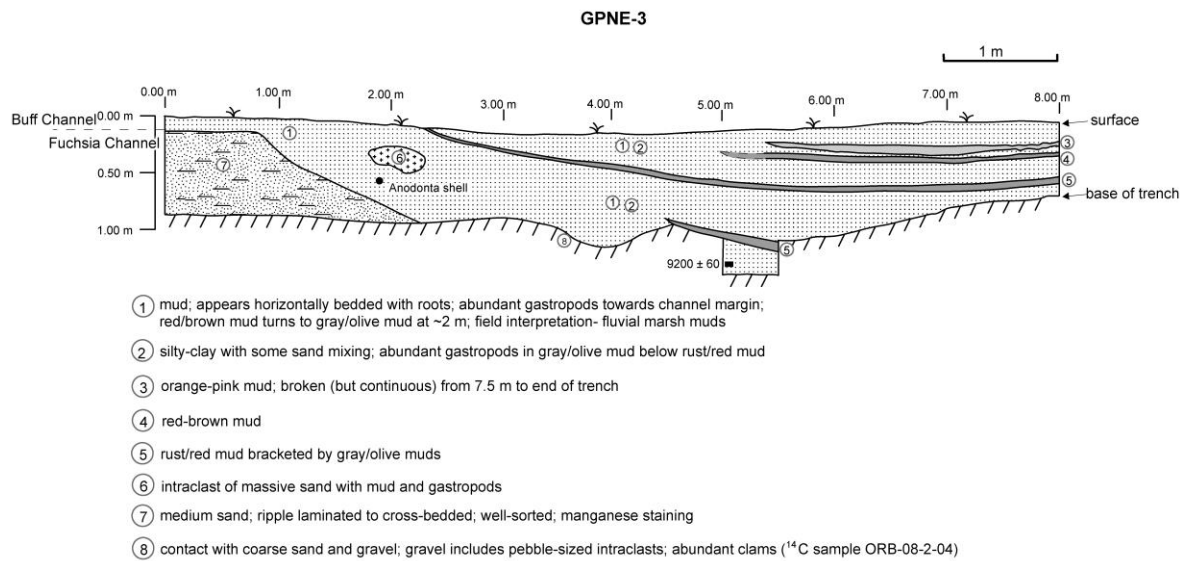 GPNE-3
1 m
0.00 m 1.00 m 2.00 m 3.00 m 4.00 m 5.00 m 6.00 m 7.00 m 8.00 m
0.00 m
Buff Channel
surface
Fuchsia Channel
1
1 2
3
7
6
4
0.50 m
Anodonta shell
5
1 2
base of trench
1.00 m
8
5
9200 ± 60
1 mud; appears horizontally bedded with roots; abundant gastropods towards channel margin;
red/brown mud turns to gray/olive mud at ~2 m; field interpretation- fluvial marsh muds
2 silty-clay with some sand mixing; abundant gastropods in gray/olive mud below rust/red mud
3 orange-pink mud; broken (but continuous) from 7.5 m to end of trench
4 red-brown mud
5 rust/red mud bracketed by gray/olive muds
6 intraclast of massive sand with mud and gastropods
7 medium sand; ripple laminated to cross-bedded; well-sorted; manganese staining
8 contact with coarse sand and gravel; gravel includes pebble-sized intraclasts; abundant clams (¹⁴C sample ORB-08-2-04)